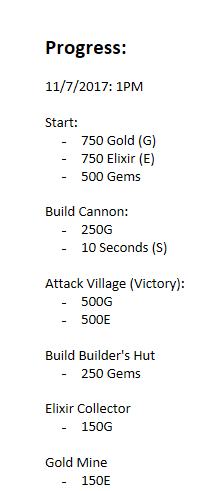 Progress:
11/7/2017: 1PM
Start:
- 750 Gold (G)
- 750 Elixir (E)
- 500 Gems
Build Cannon:
- 250G
- 10 Seconds (S)
Attack Village (Victory):
- 500G
- 500E
Build Builder's Hut
- 250 Gems
Elixir Collector
- 150G
Gold Mine
- 150E